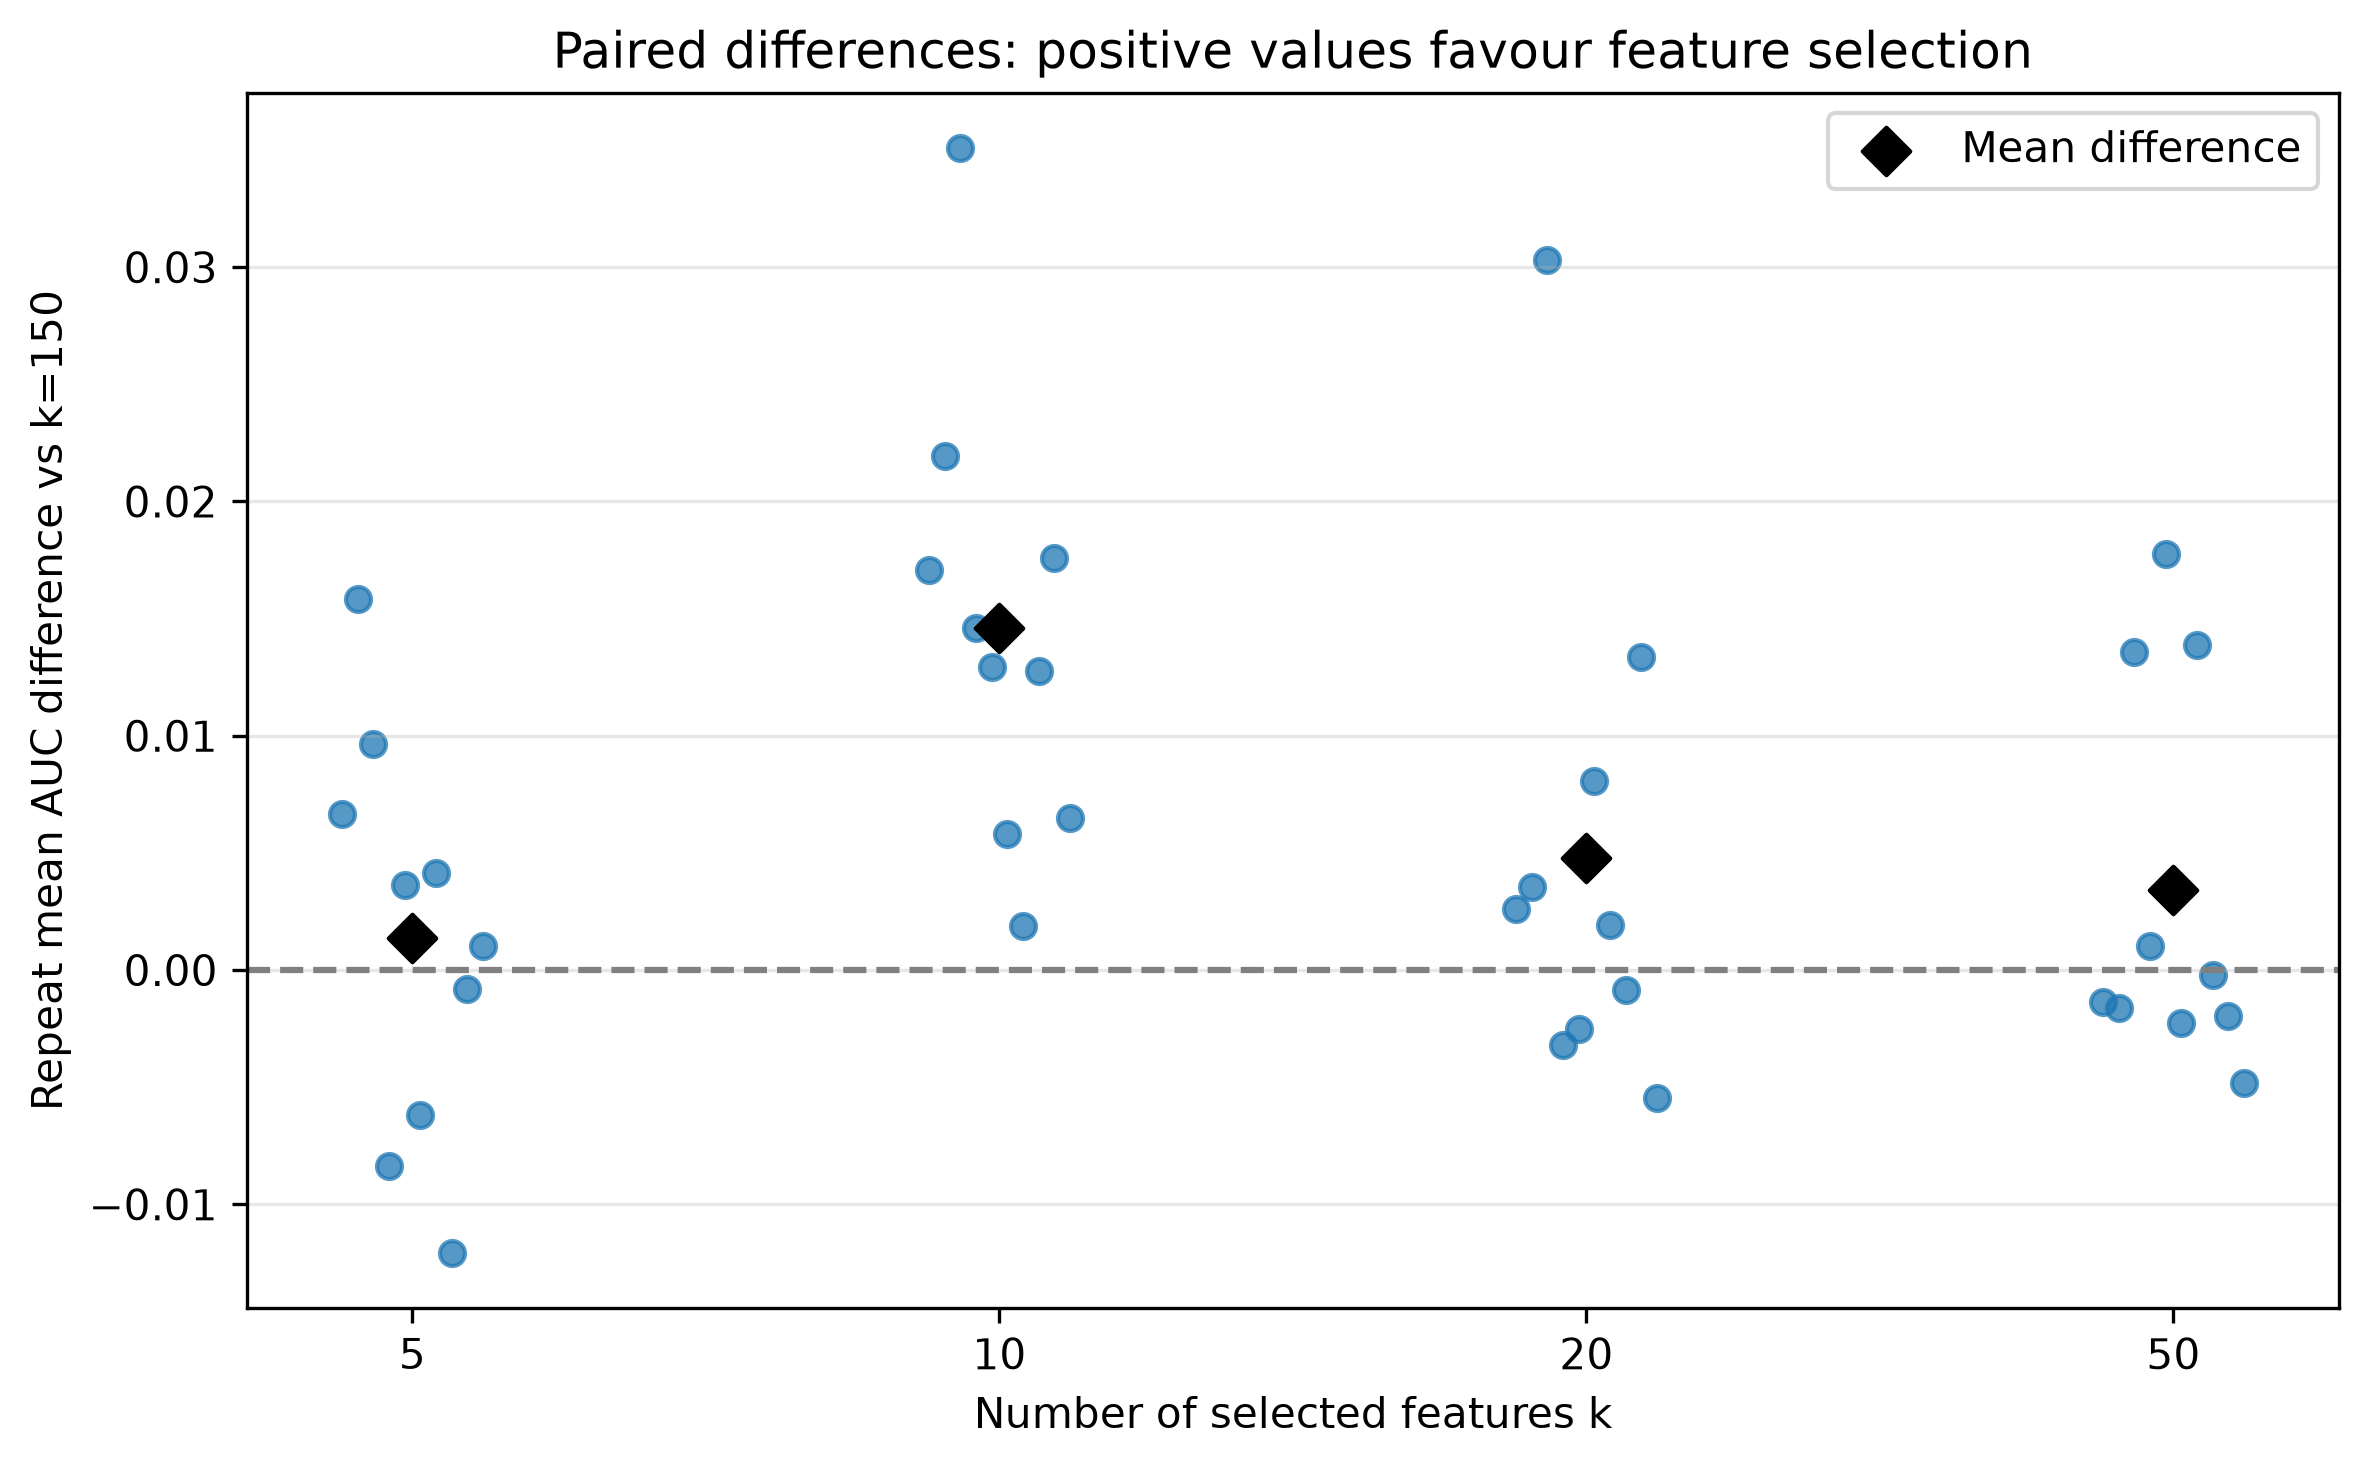 Paired differences: positive values favour feature selection
Mean difference
Repeat mean AUC difference vs k=150
0.03
0.02
0.01
0.00
−0.01
5
10
20
50
Number of selected features k